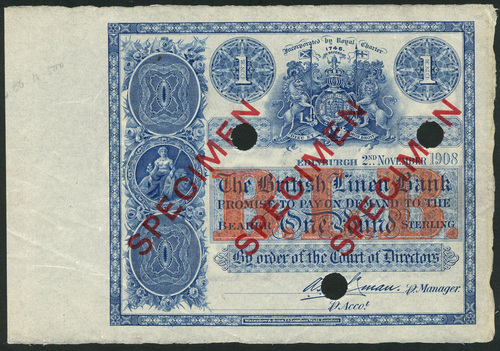 Incorporated by Royal Charter
1746.
1
1
EDINBURGH 2ND NOVEMBER 1908
The British Linen Bank
PROMISE TO PAY ON DEMAND TO THE
BEARER One Pound STERLING
By order of the Court of Directors
P. Manager.
P. Accot.
SPECIMEN
SPECIMEN
SPECIMEN